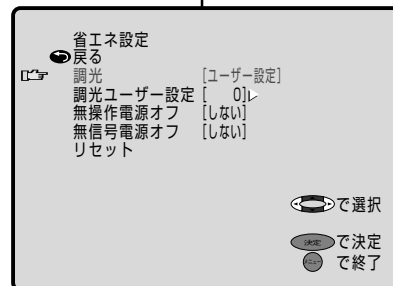 省エネ設定
戻る
調光 [ユーザー設定]
調光ユーザー設定 [ 0]
無操作電源オフ [しない]
無信号電源オフ [しない]
リセット
で選択
決定 で決定
メニュー で終了